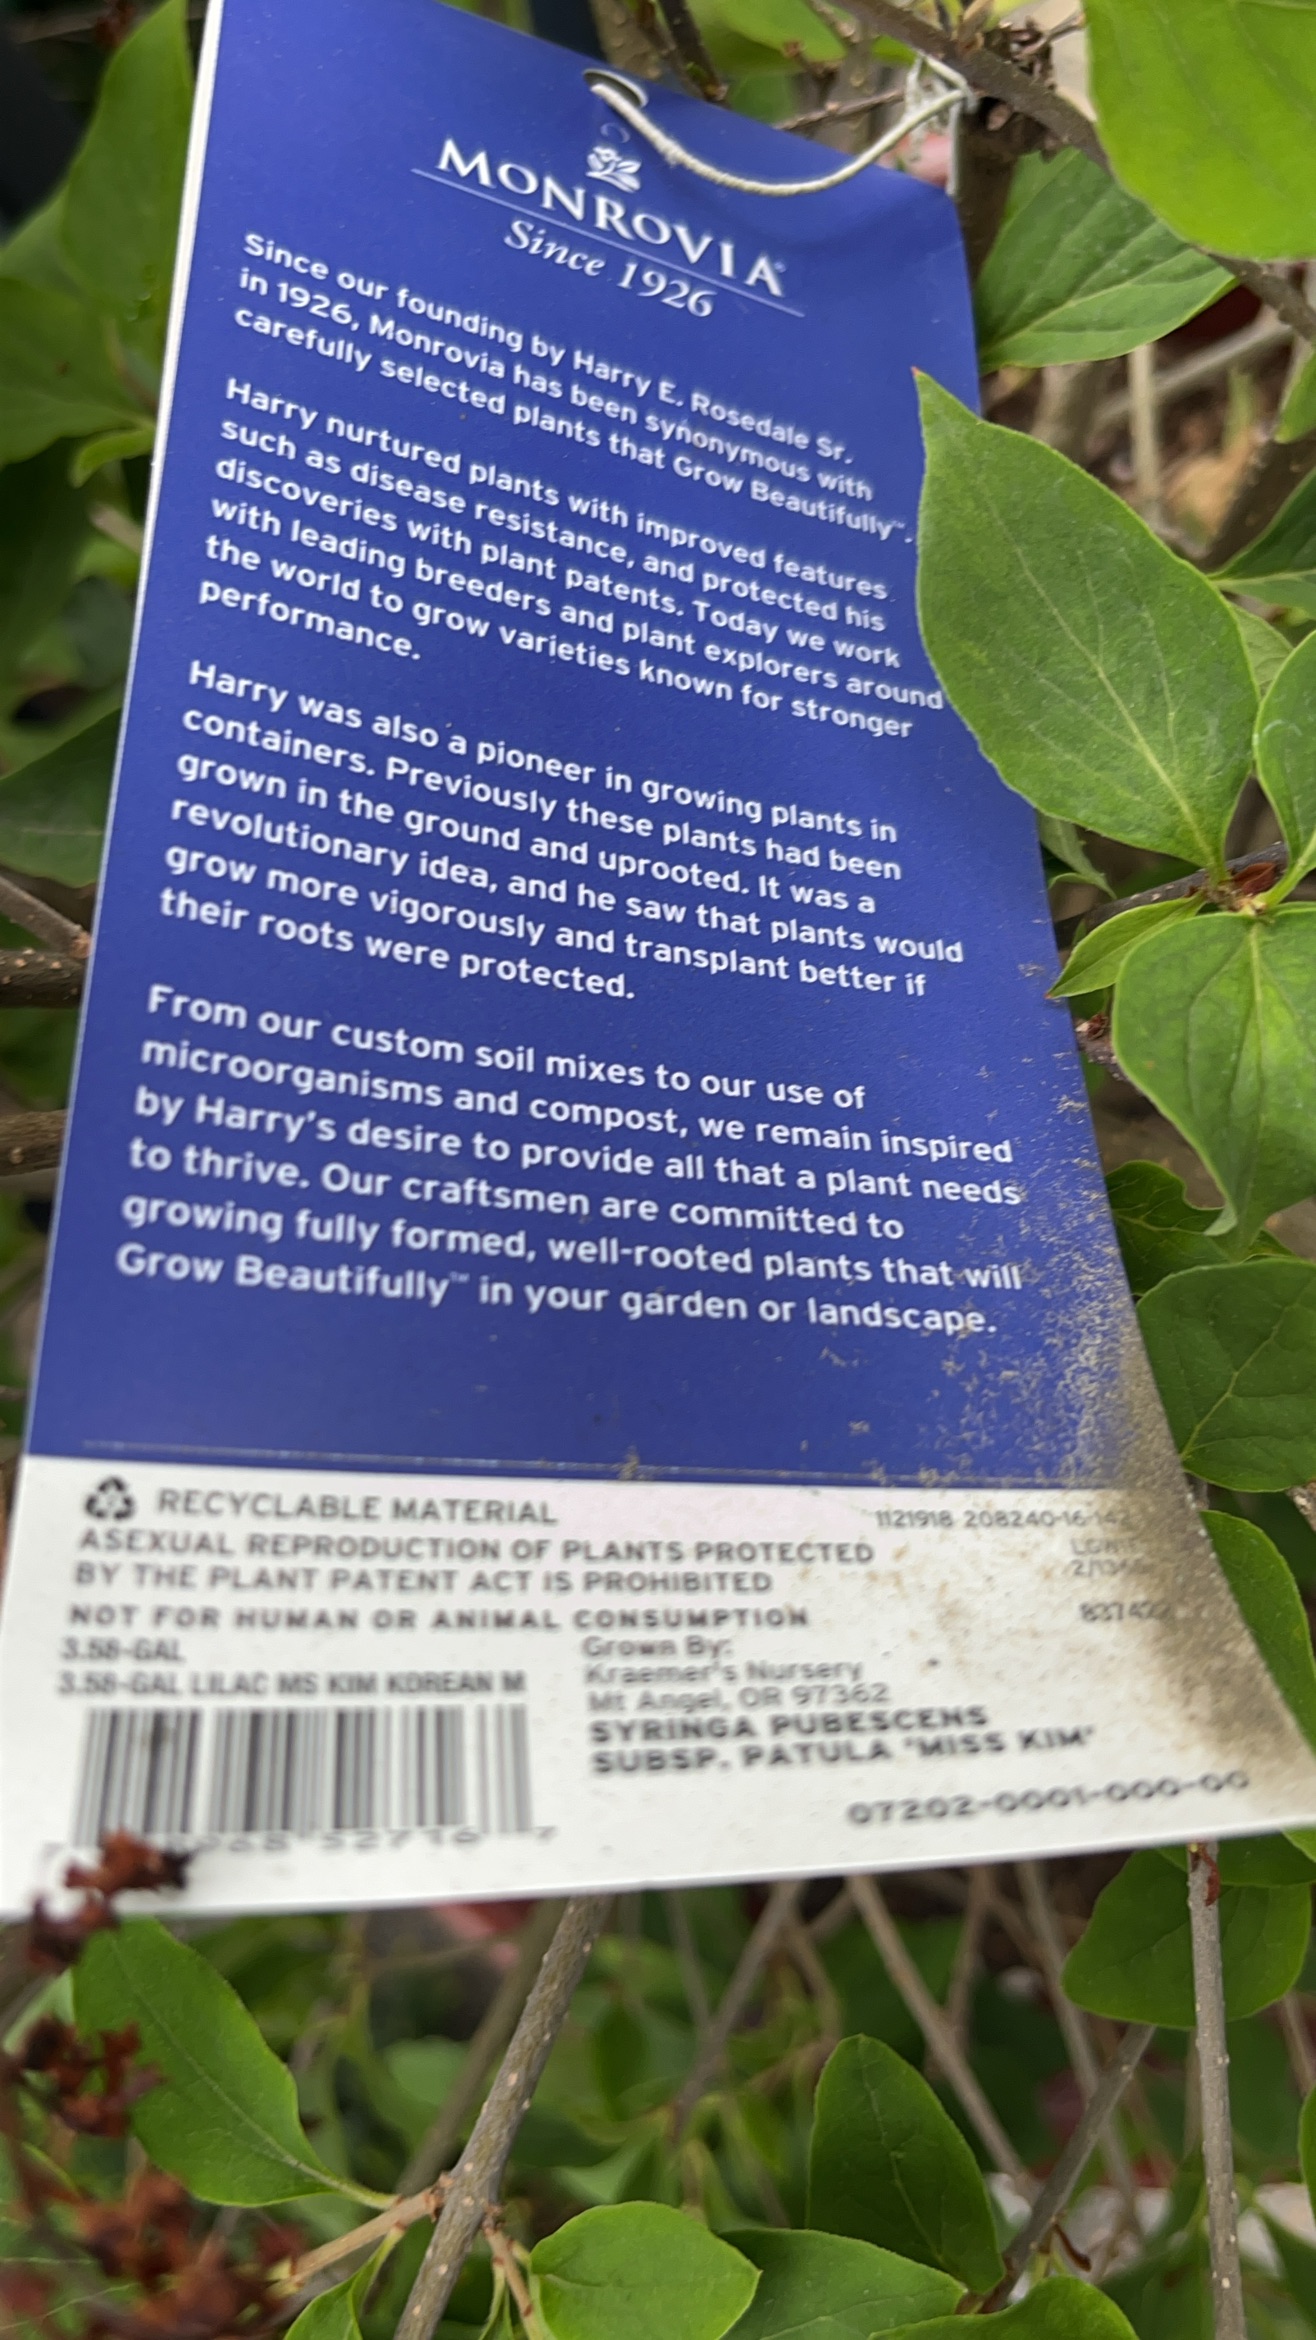 MONROVIA
Since 1926
Since our founding by Harry E. Rosedale Sr.
in 1926, Monrovia has been synonymous with
carefully selected plants that Grow Beautifully™.
Harry nurtured plants with improved features
such as disease resistance, and protected his
discoveries with plant patents. Today we work
with leading breeders and plant explorers around
the world to grow varieties known for stronger
performance.
Harry was also a pioneer in growing plants in
containers. Previously these plants had been
grown in the ground and uprooted. It was a
revolutionary idea, and he saw that plants would
grow more vigorously and transplant better if
their roots were protected.
From our custom soil mixes to our use of
microorganisms and compost, we remain inspired
by Harry's desire to provide all that a plant needs
to thrive. Our craftsmen are committed to
growing fully formed, well-rooted plants that will
Grow Beautifully™ in your garden or landscape.
RECYCLABLE MATERIAL
1121918 208240-16-142
ASEXUAL REPRODUCTION OF PLANTS PROTECTED
BY THE PLANT PATENT ACT IS PROHIBITED
NOT FOR HUMAN OR ANIMAL CONSUMPTION
3.58-GAL
3.58-GAL LILAC MS KIM KOREAN M
Grown By:
Kraemer's Nursery
Mt Angel, OR 97362
SYRINGA PUBESCENS
SUBSP. PATULA 'MISS KIM'
07202-0001-000-00